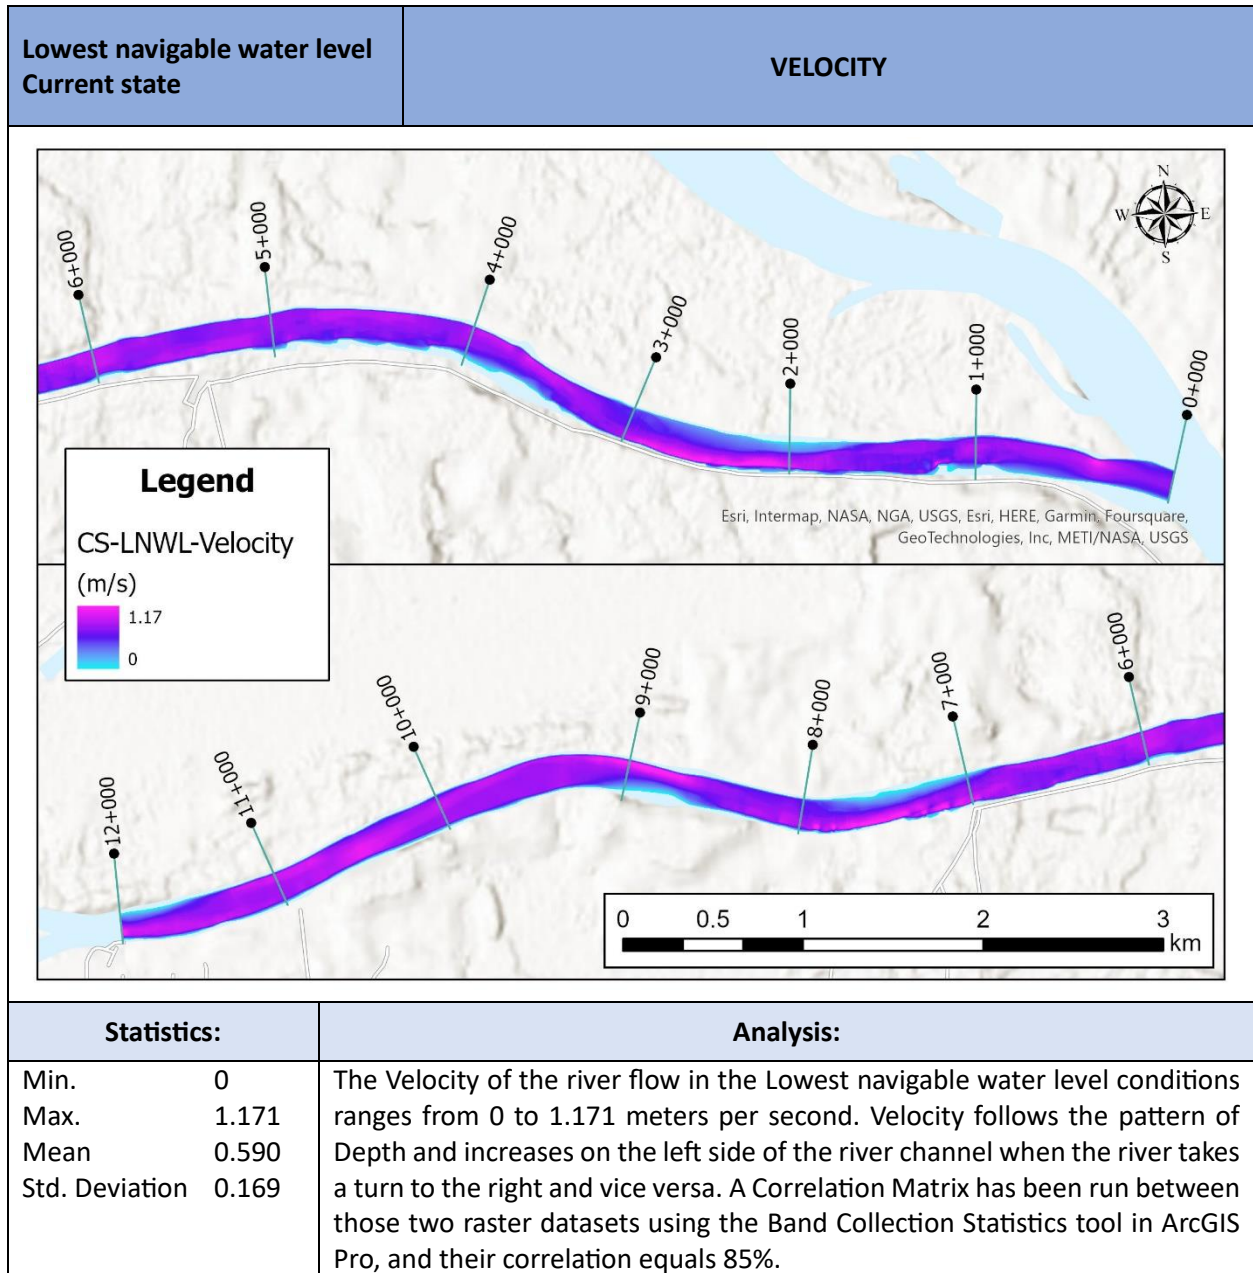 Lowest navigable water level
Current state
VELOCITY
N
W E
S
6+000
5+000
4+000
3+000
2+000
1+000
0+000
Esri, Intermap, NASA, NGA, USGS, Esri, HERE, Garmin, Foursquare,
GeoTechnologies, Inc, METI/NASA, USGS
Legend
CS-LNWL-Velocity
(m/s)
1.17
0
12+000
11+000
10+000
9+000
8+000
7+000
6+000
0 0.5 1 2 3
km
Statistics:
Analysis:
Min. 0
Max. 1.171
Mean 0.590
Std. Deviation 0.169
The Velocity of the river flow in the Lowest navigable water level conditions
ranges from 0 to 1.171 meters per second. Velocity follows the pattern of
Depth and increases on the left side of the river channel when the river takes
a turn to the right and vice versa. A Correlation Matrix has been run between
those two raster datasets using the Band Collection Statistics tool in ArcGIS
Pro, and their correlation equals 85%.